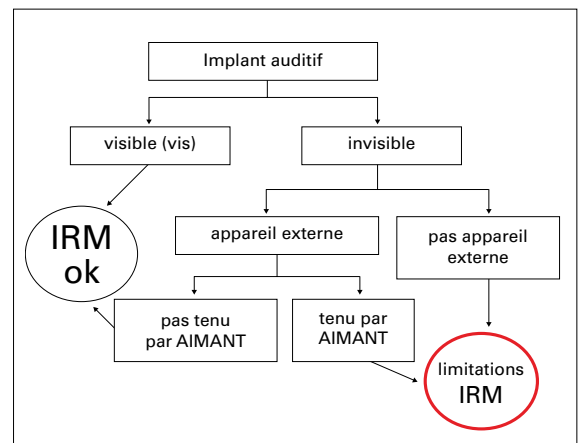 Implant auditif
visible (vis)
invisible
IRM
ok
appareil externe
pas appareil
externe
pas tenu
par AIMANT
tenu par
AIMANT
limitations
IRM